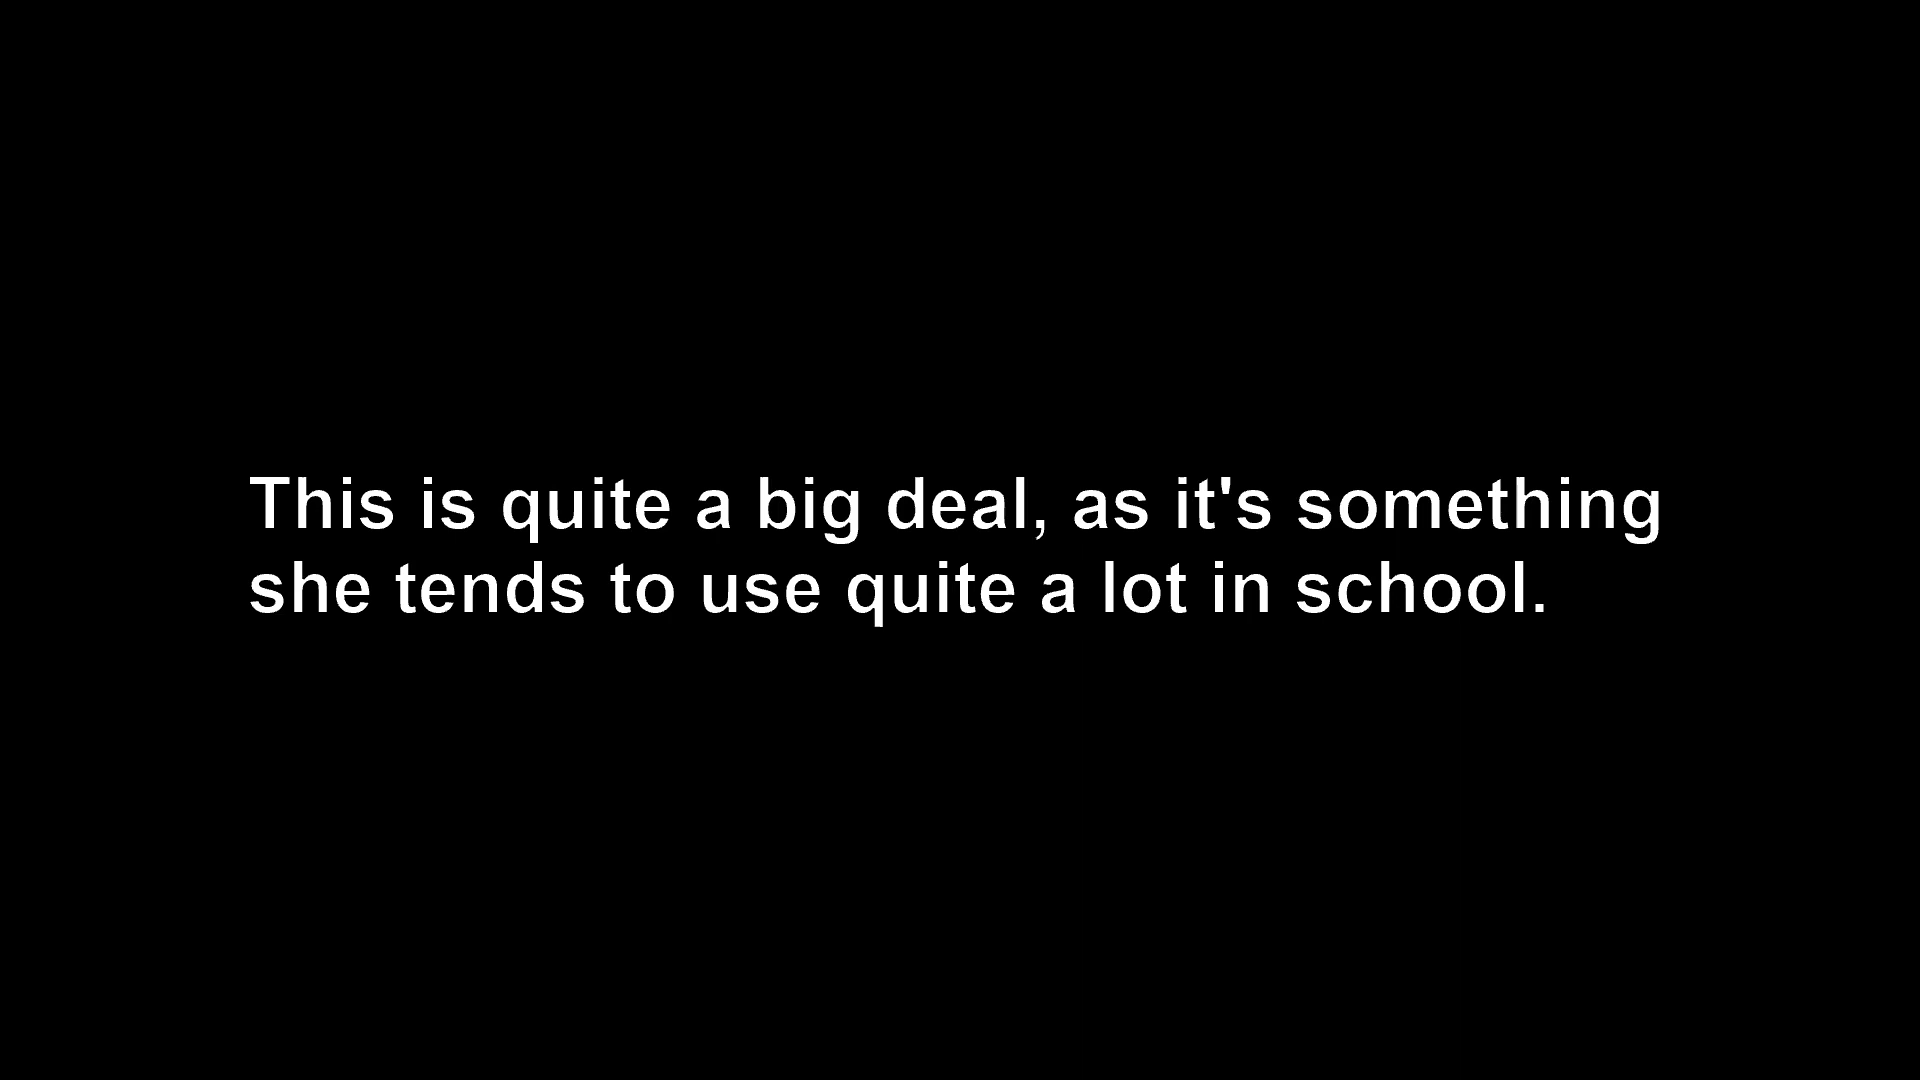 This is quite a big deal, as it's something
she tends to use quite a lot in school.